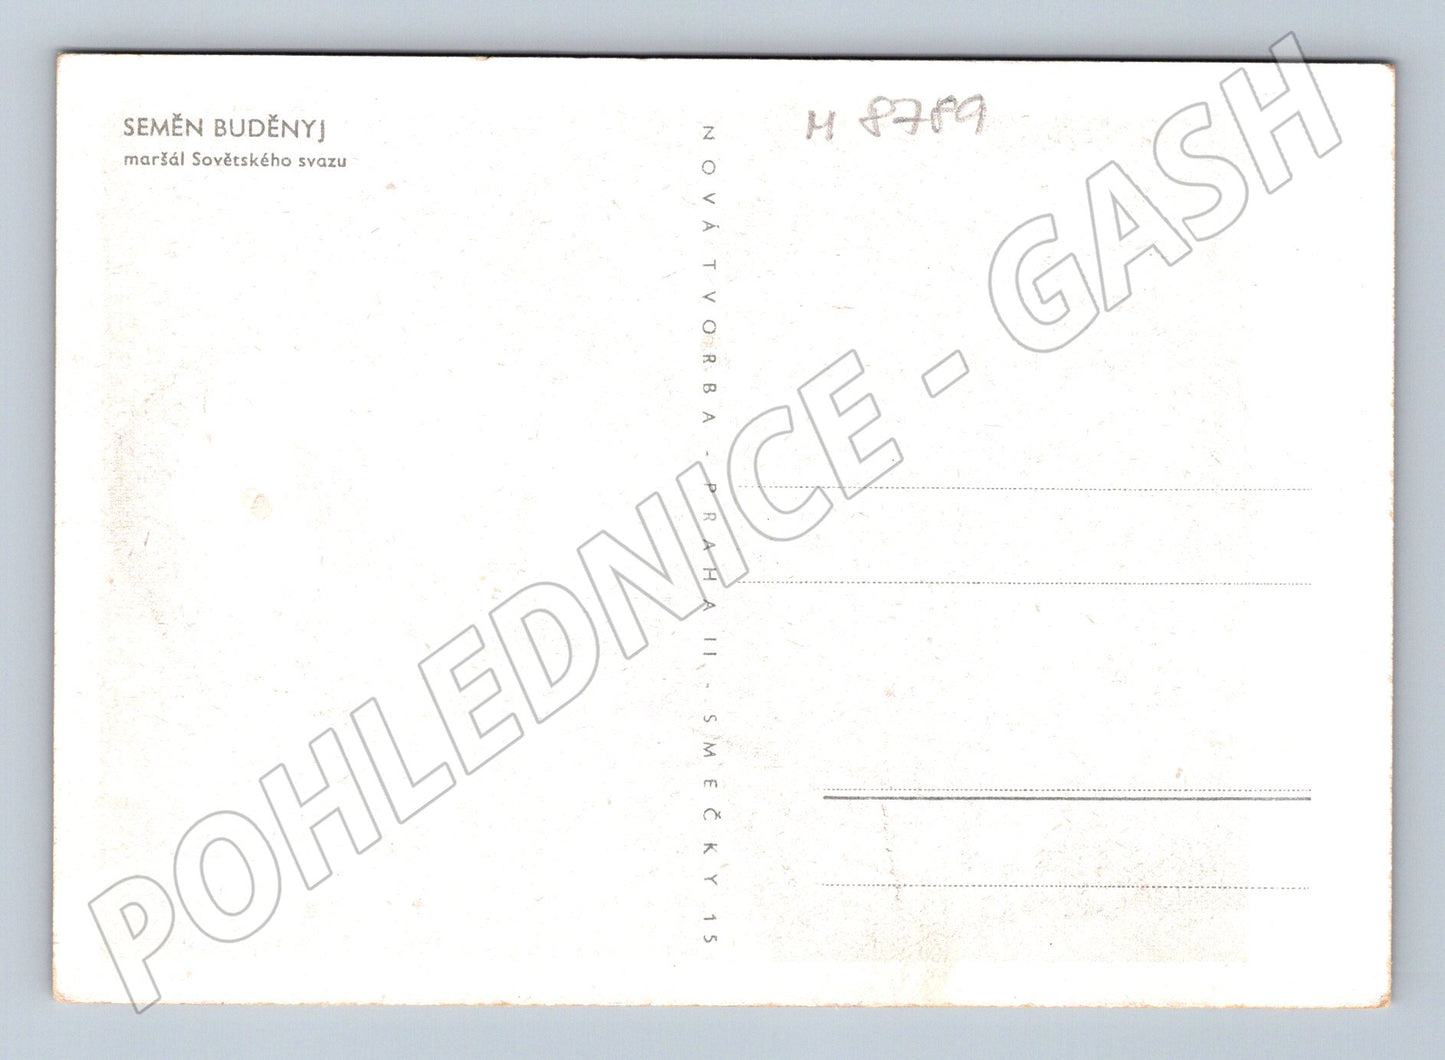 SEMĚN BUDĚNYJ
maršál Sovětského svazu
NOVÁ TVORBA - PRAHA II - SMEČKY 15
M 8789
POHLEDNICE - GASH